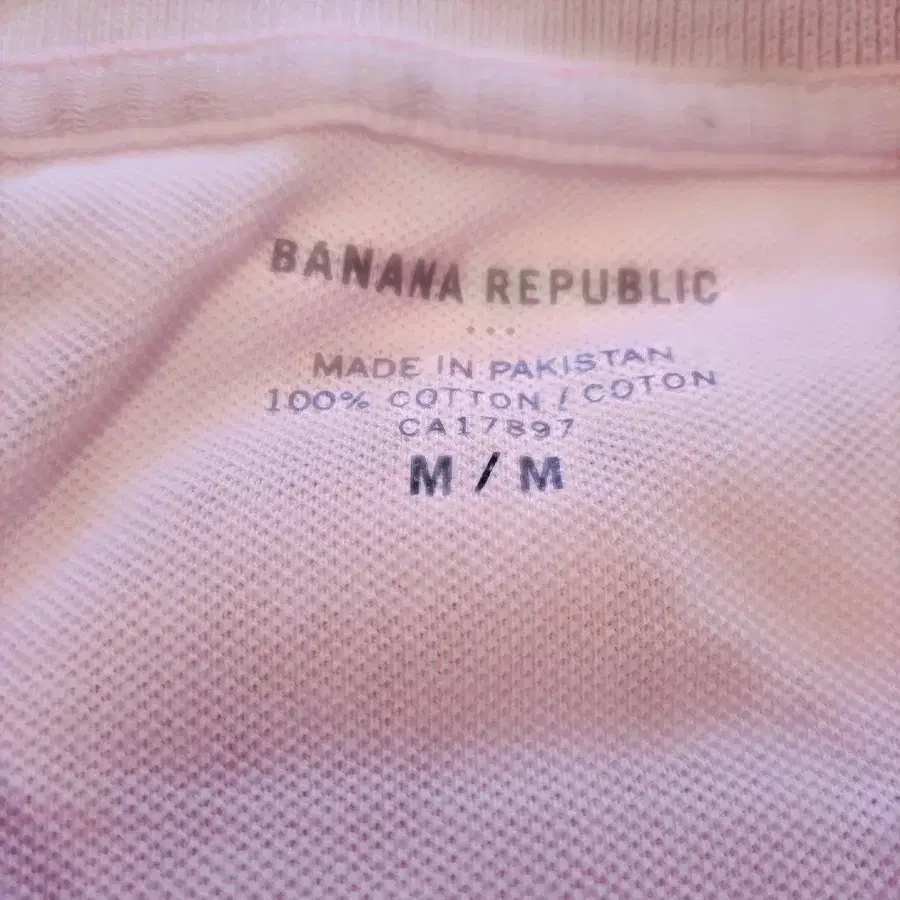 BANANA REPUBLIC
MADE IN PAKISTAN
100% COTTON / COTON
CA17897
M / M